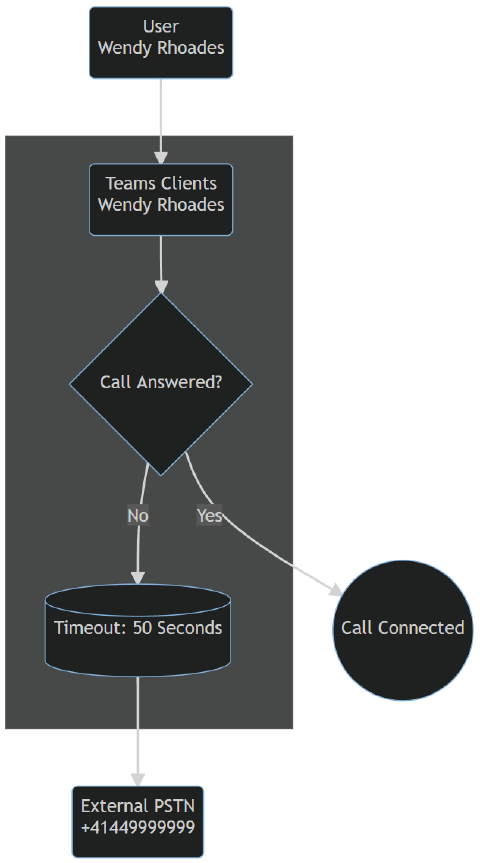 User
Wendy Rhoades
Teams Clients
Wendy Rhoades
Call Answered?
No
Yes
Timeout: 50 Seconds
Call Connected
External PSTN
+41449999999